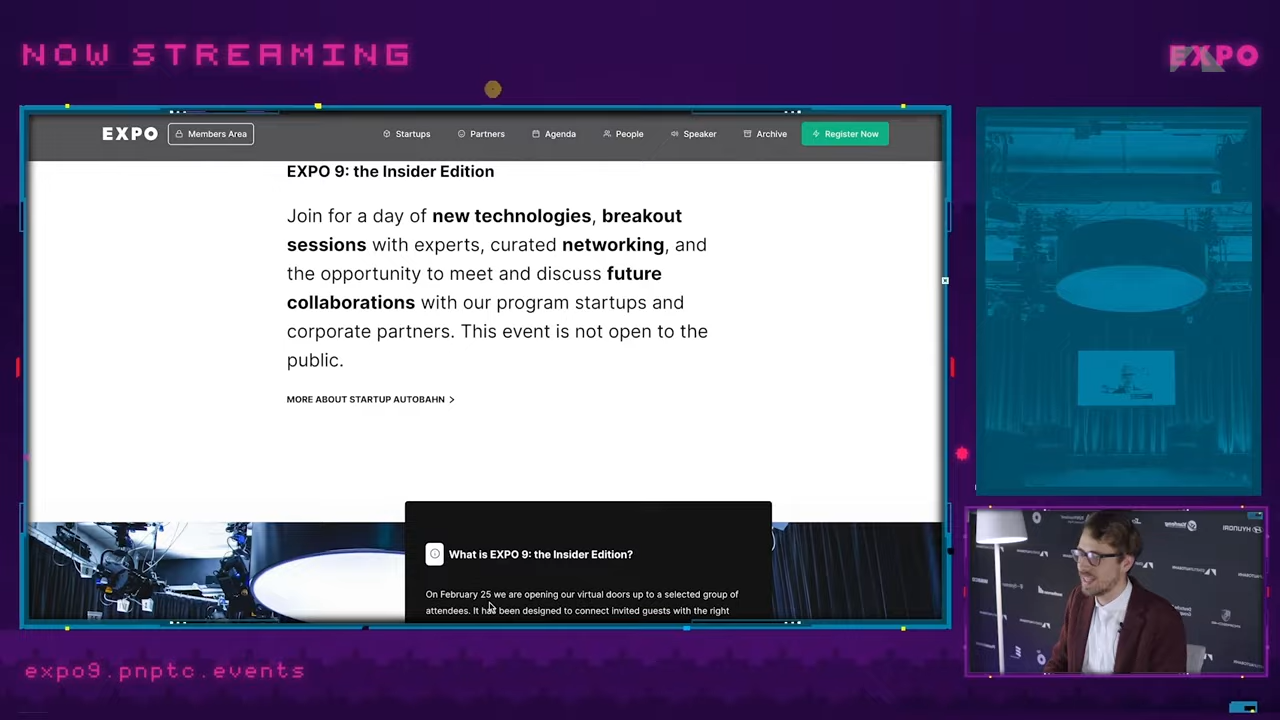 NOW STREAMING
EXPO
EXPO
Members Area
Startups
Partners
Agenda
People
Speaker
Archive
Register Now
EXPO 9: the Insider Edition
Join for a day of new technologies, breakout
sessions with experts, curated networking, and
the opportunity to meet and discuss future
collaborations with our program startups and
corporate partners. This event is not open to the
public.
MORE ABOUT STARTUP AUTOBAHN
What is EXPO 9: the Insider Edition?
On February 25 we are opening our virtual doors up to a selected group of
attendees. It has been designed to connect invited guests with the right
expo9.pnptc.events